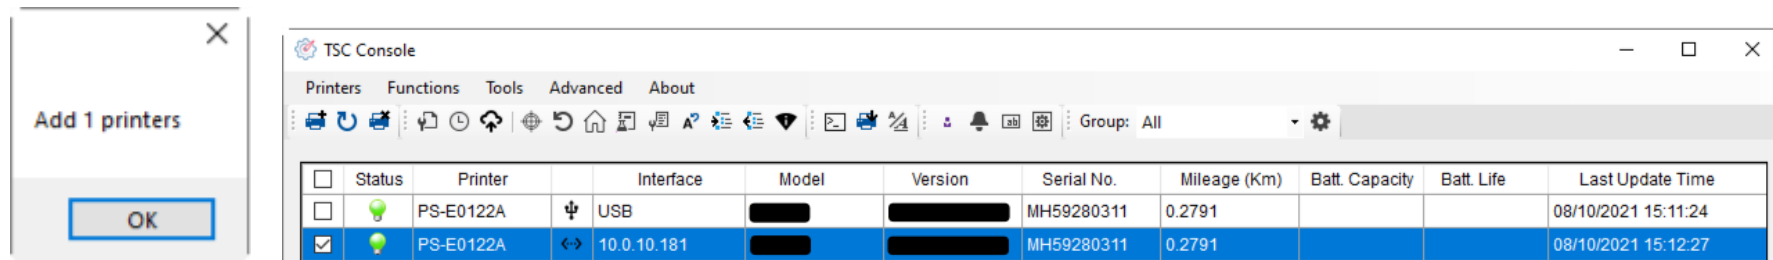 Add 1 printers
OK
TSC Console
Printers Functions Tools Advanced About
Group: All
Status Printer Interface Model Version Serial No. Mileage (Km) Batt. Capacity Batt. Life Last Update Time
PS-E0122A USB MH59280311 0.2791 08/10/2021 15:11:24
PS-E0122A 10.0.10.181 MH59280311 0.2791 08/10/2021 15:12:27